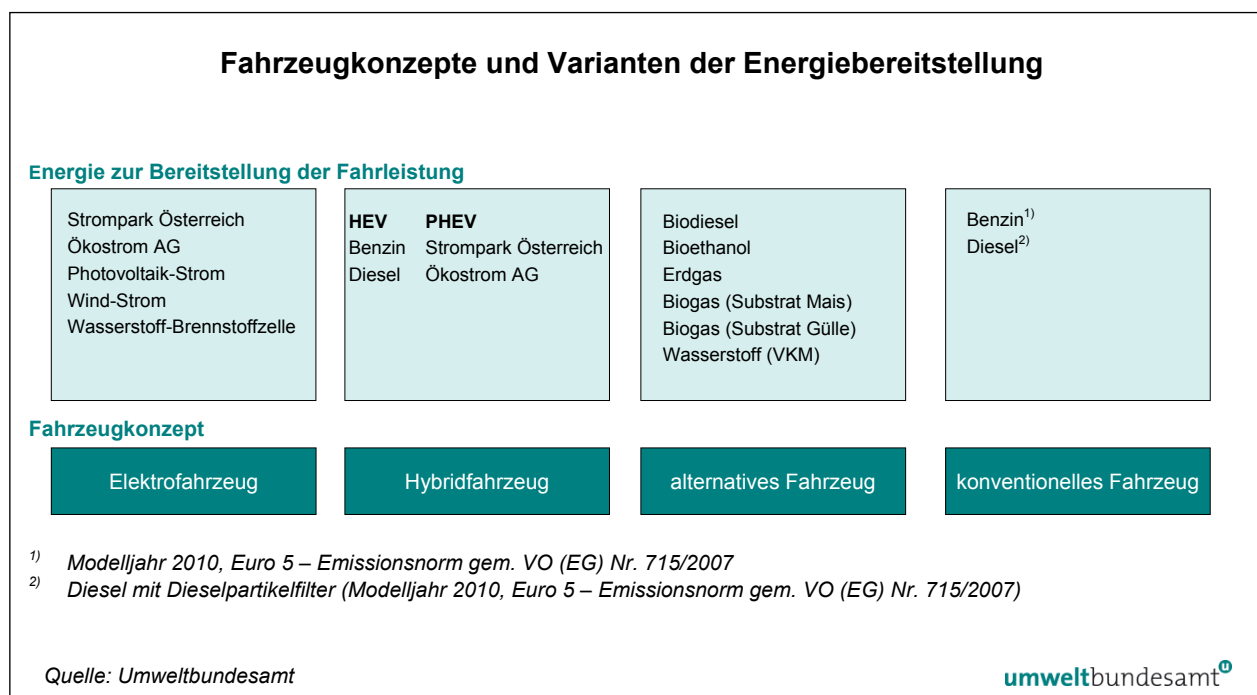 Fahrzeugkonzepte und Varianten der Energiebereitstellung
Energie zur Bereitstellung der Fahrleistung
Strompark Österreich
Ökostrom AG
Photovoltaik-Strom
Wind-Strom
Wasserstoff-Brennstoffzelle
HEV PHEV
Benzin Strompark Österreich
Diesel Ökostrom AG
Biodiesel
Bioethanol
Erdgas
Biogas (Substrat Mais)
Biogas (Substrat Gülle)
Wasserstoff (VKM)
Benzin1)
Diesel2)
Fahrzeugkonzept
Elektrofahrzeug
Hybridfahrzeug
alternatives Fahrzeug
konventionelles Fahrzeug
1) Modelljahr 2010, Euro 5 – Emissionsnorm gem. VO (EG) Nr. 715/2007
2) Diesel mit Dieselpartikelfilter (Modelljahr 2010, Euro 5 – Emissionsnorm gem. VO (EG) Nr. 715/2007)
Quelle: Umweltbundesamt
umweltbundesamt u